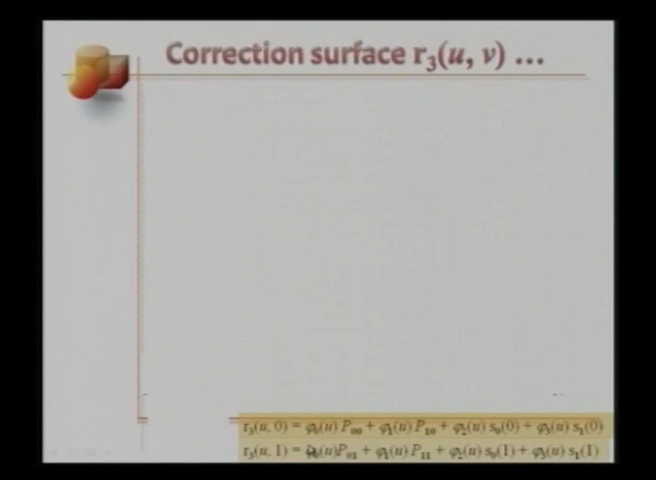 Correction surface r₃(u, v) ...
r₃(u, 0) = φ₀(u) P₀₀ + φ₁(u) P₁₀ + φ₂(u) s₀(0) + φ₃(u) s₁(0)
r₃(u, 1) = φ₀(u)P₀₁ + φ₁(u) P₁₁ + φ₂(u) s₀(1) + φ₃(u) s₁(1)